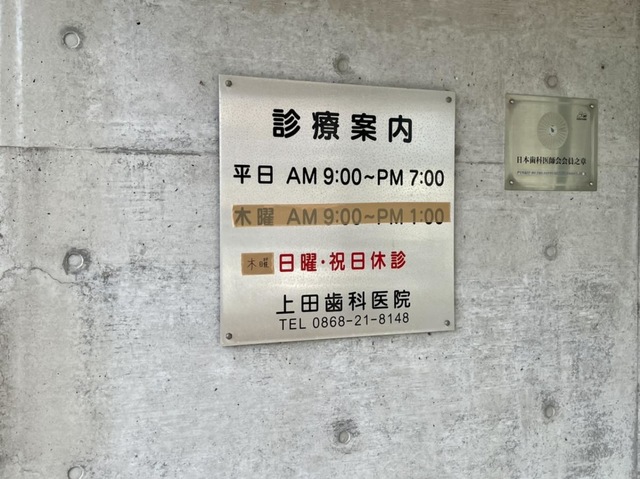 診療案内
平日 AM 9:00~PM 7:00
木曜 AM 9:00~PM 1:00
木曜 日曜・祝日休診
上田歯科医院
TEL 0868-21-8148
日本歯科医師会会員之章